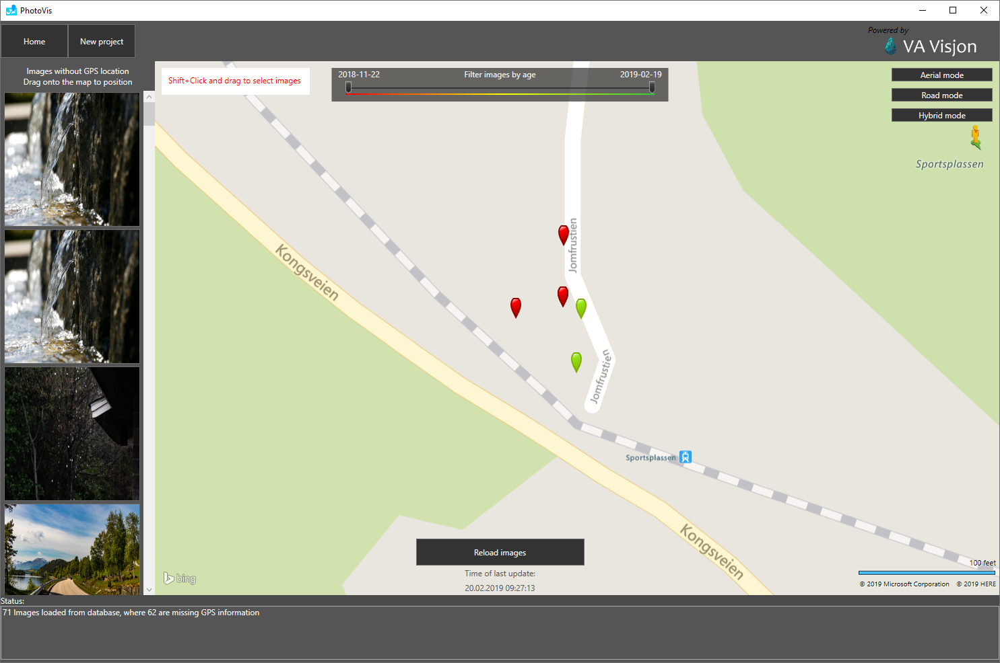 PhotoVis
Home
New project
Powered by
VA Visjon
Images without GPS location
Drag onto the map to position
Shift+Click and drag to select images
2018-11-22
Filter images by age
2019-02-19
Aerial mode
Road mode
Hybrid mode
Sportsplassen
Jomfrustien
Kongsveien
Jomfrustien
Sportsplassen
Kongsveien
Reload images
Time of last update:
20.02.2019 09:27:13
bing
100 feet
© 2019 Microsoft Corporation © 2019 HERE
Status:
71 Images loaded from database, where 62 are missing GPS information